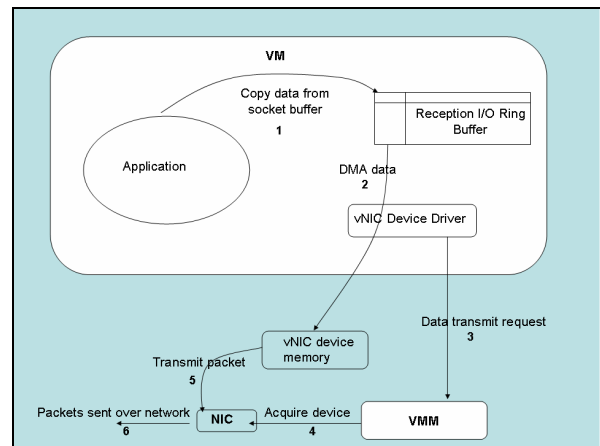 VM
Copy data from
socket buffer
1
Reception I/O Ring
Buffer
Application
DMA data
2
vNIC Device Driver
Data transmit request
3
vNIC device
memory
Transmit packet
5
Packets sent over network
6
NIC
Acquire device
4
VMM